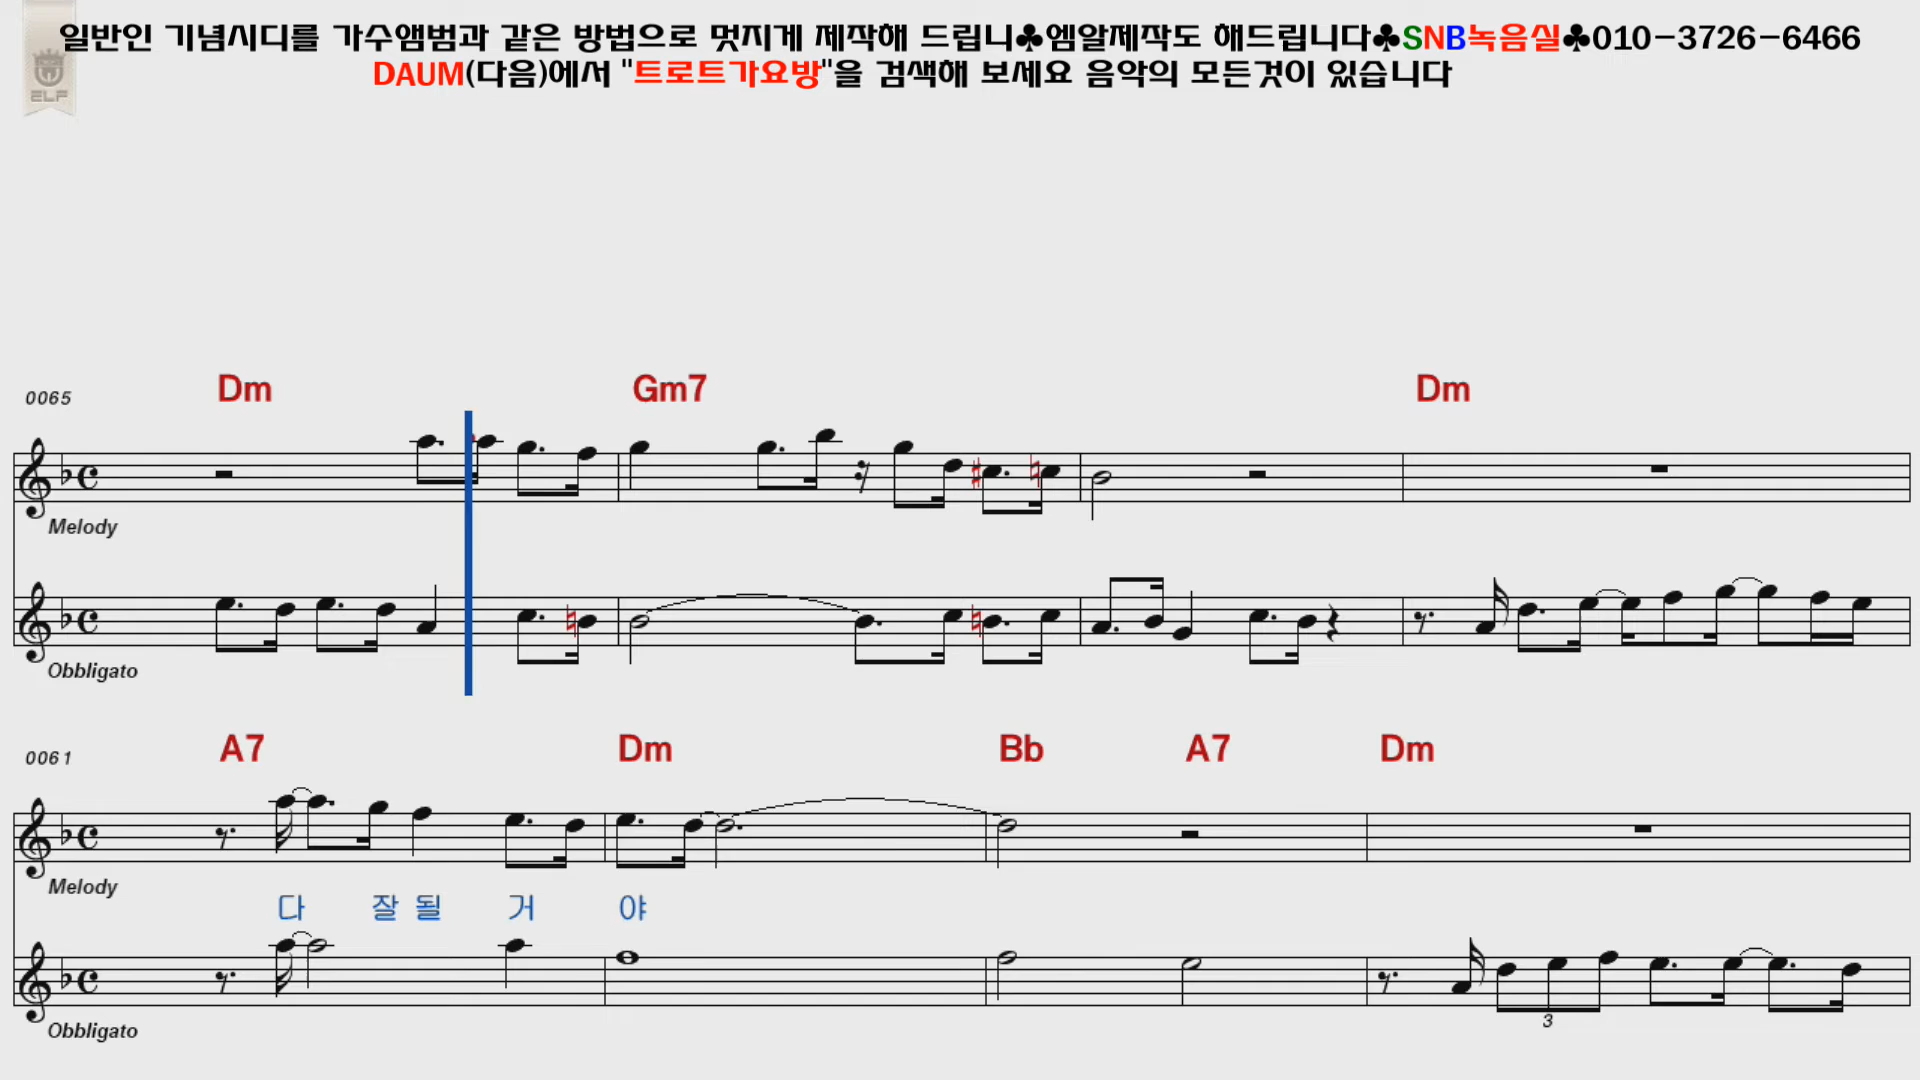 일반인 기념시디를 가수앨범과 같은 방법으로 멋지게 제작해 드립니♣엠알제작도 해드립니다♣SNB녹음실♣010-3726-6466
DAUM(다음)에서 "트로트가요방"을 검색해 보세요 음악의 모든것이 있습니다
ELF
0065 Dm Gm7 Dm
Melody
Obbligato
0061 A7 Dm Bb A7 Dm
Melody
다 잘 될 거 야
3
Obbligato